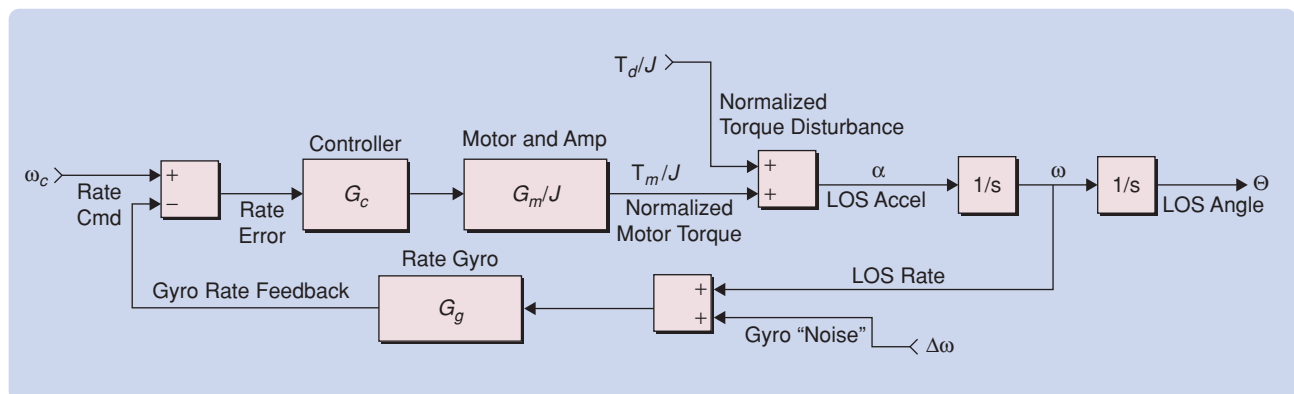 T_d/J
Normalized
Torque Disturbance
Controller
Motor and Amp
ω_c
+
−
Rate
Cmd
Rate
Error
G_c
G_m/J
T_m/J
Normalized
Motor Torque
+
+
α
LOS Accel
1/s
ω
1/s
Θ
LOS Angle
Rate Gyro
Gyro Rate Feedback
G_g
+
+
LOS Rate
Gyro “Noise”
Δω